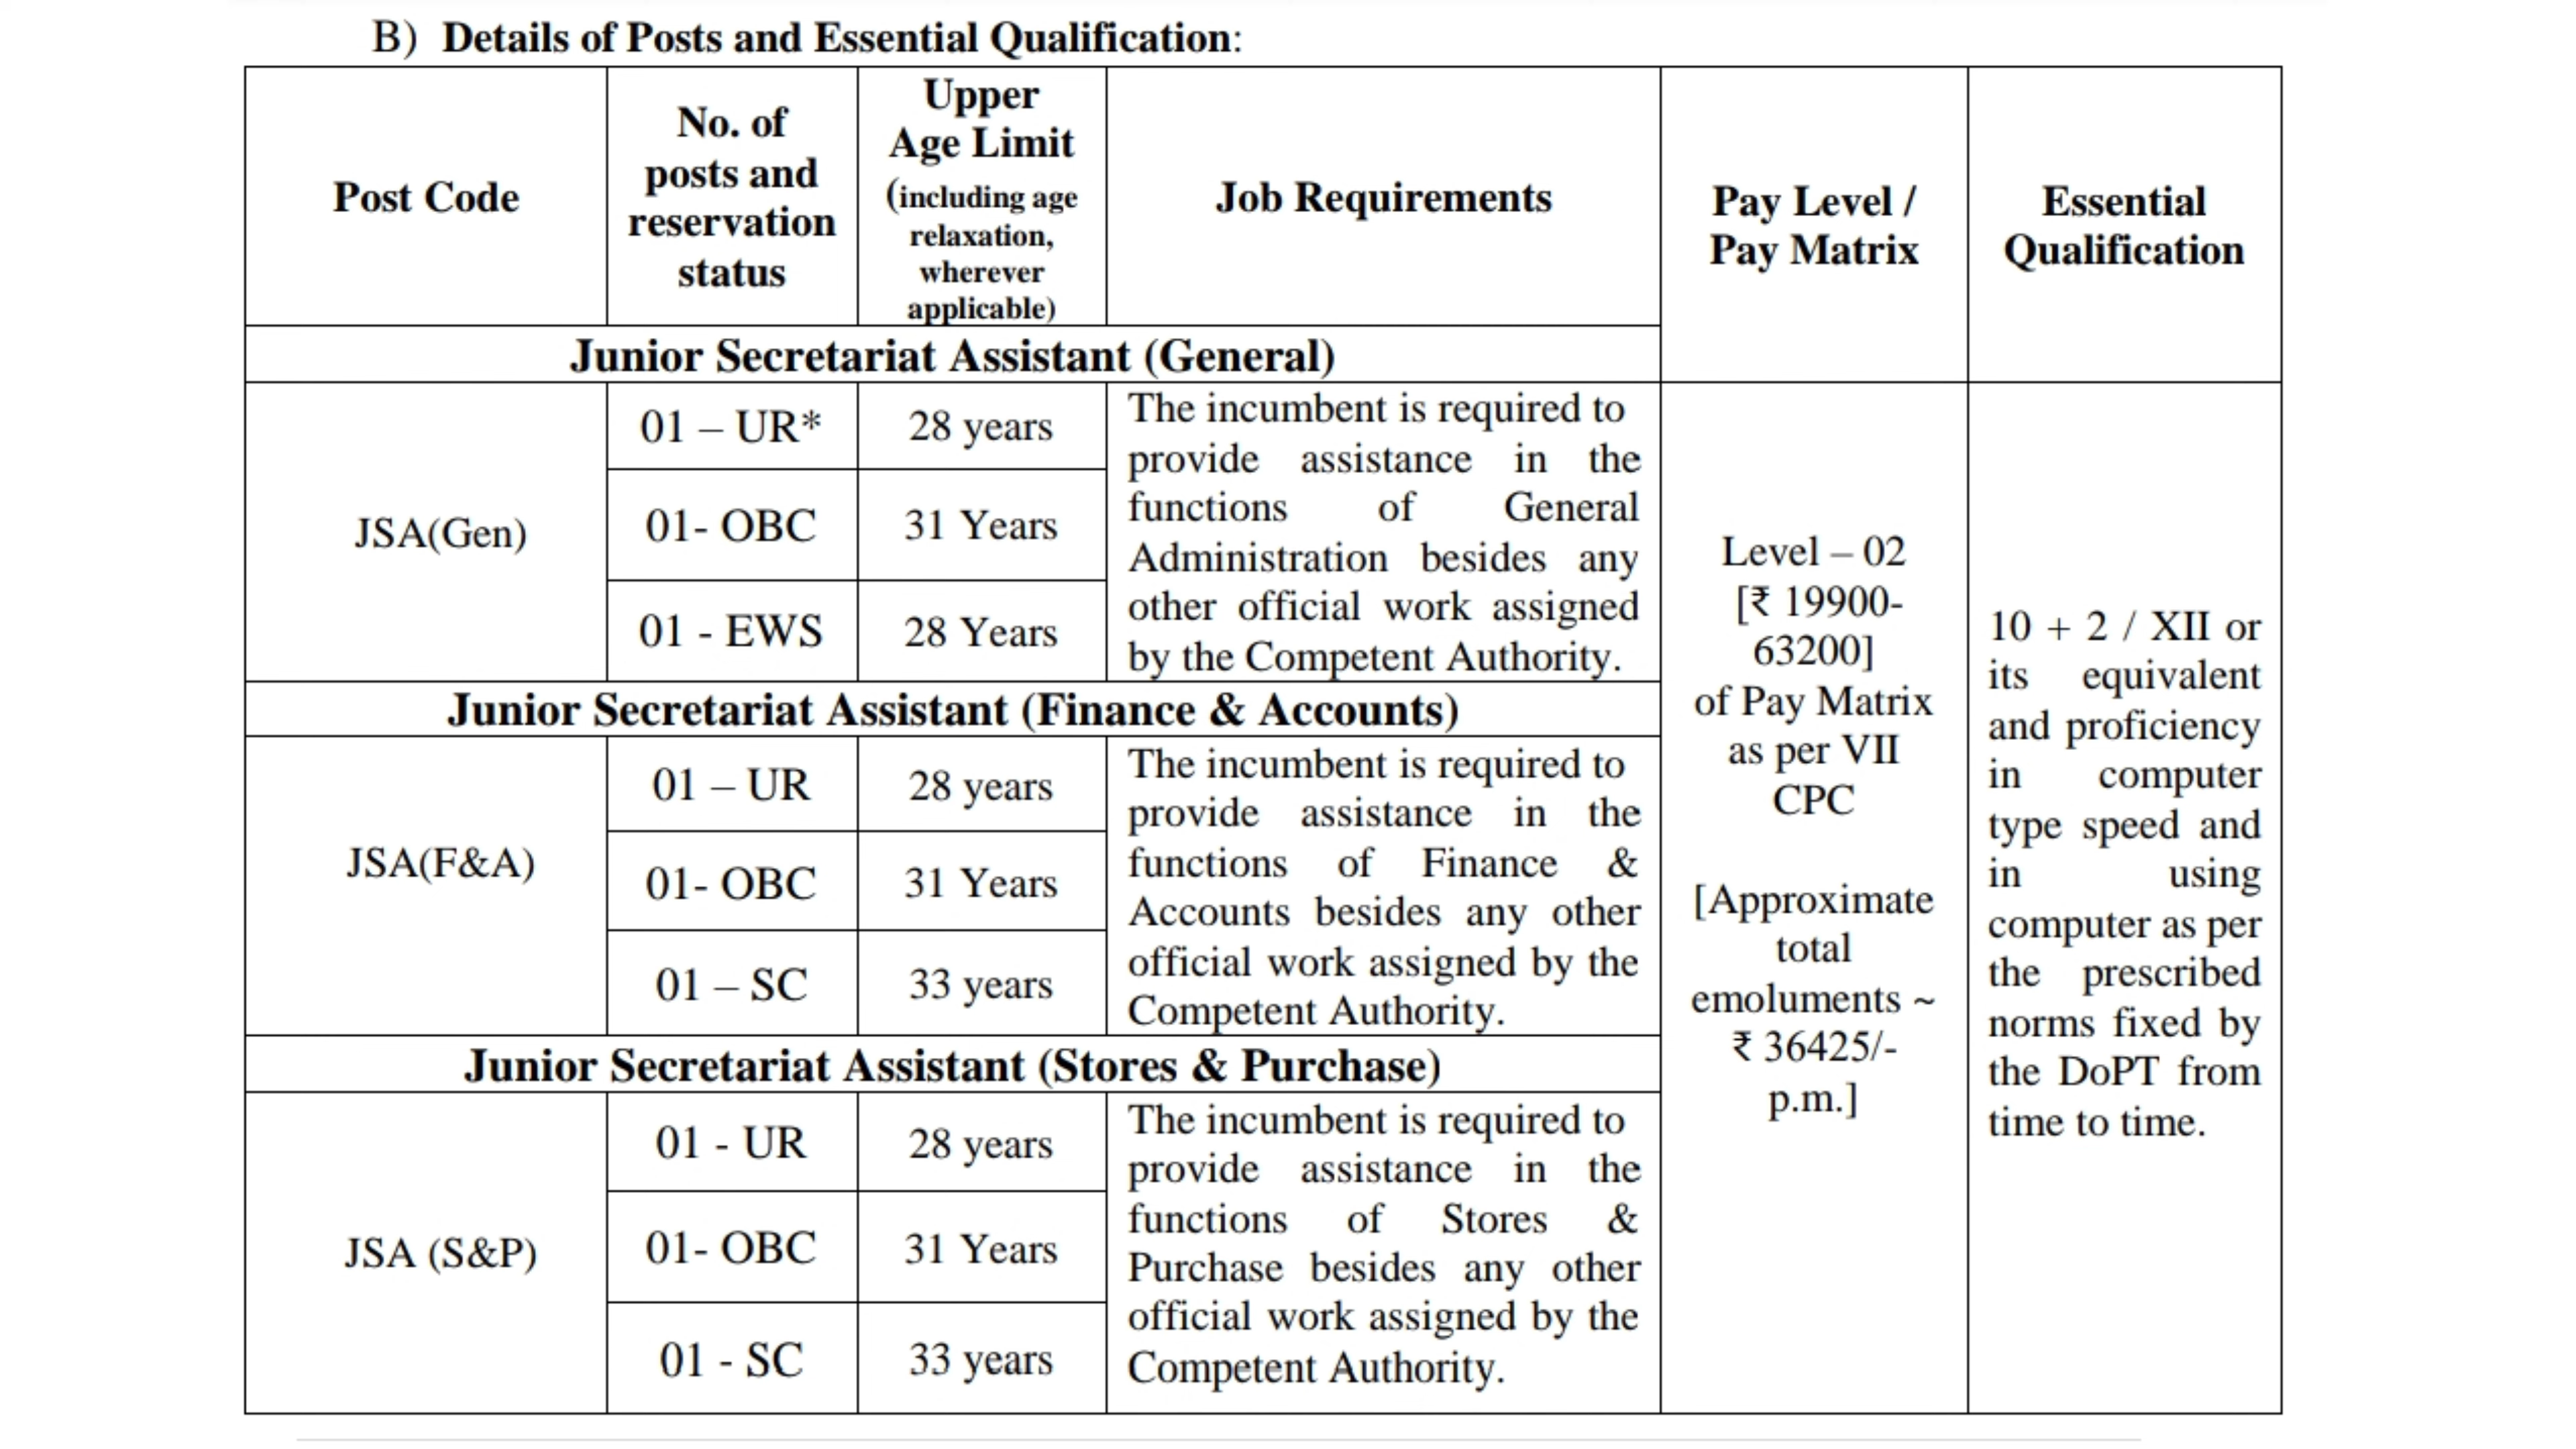 B) Details of Posts and Essential Qualification:
Post Code
No. of
posts and
reservation
status
Upper
Age Limit
(including age
relaxation,
wherever
applicable)
Job Requirements
Pay Level /
Pay Matrix
Essential
Qualification
Junior Secretariat Assistant (General)
JSA(Gen)
01 – UR*
28 years
01- OBC
31 Years
01 - EWS
28 Years
The incumbent is required to
provide assistance in the
functions of General
Administration besides any
other official work assigned
by the Competent Authority.
Level – 02
[₹ 19900-
63200]
of Pay Matrix
as per VII
CPC
[Approximate
total
emoluments ~
₹ 36425/-
p.m.]
10 + 2 / XII or
its equivalent
and proficiency
in computer
type speed and
in using
computer as per
the prescribed
norms fixed by
the DoPT from
time to time.
Junior Secretariat Assistant (Finance & Accounts)
JSA(F&A)
01 – UR
28 years
01- OBC
31 Years
01 – SC
33 years
The incumbent is required to
provide assistance in the
functions of Finance &
Accounts besides any other
official work assigned by the
Competent Authority.
Junior Secretariat Assistant (Stores & Purchase)
JSA (S&P)
01 - UR
28 years
01- OBC
31 Years
01 - SC
33 years
The incumbent is required to
provide assistance in the
functions of Stores &
Purchase besides any other
official work assigned by the
Competent Authority.